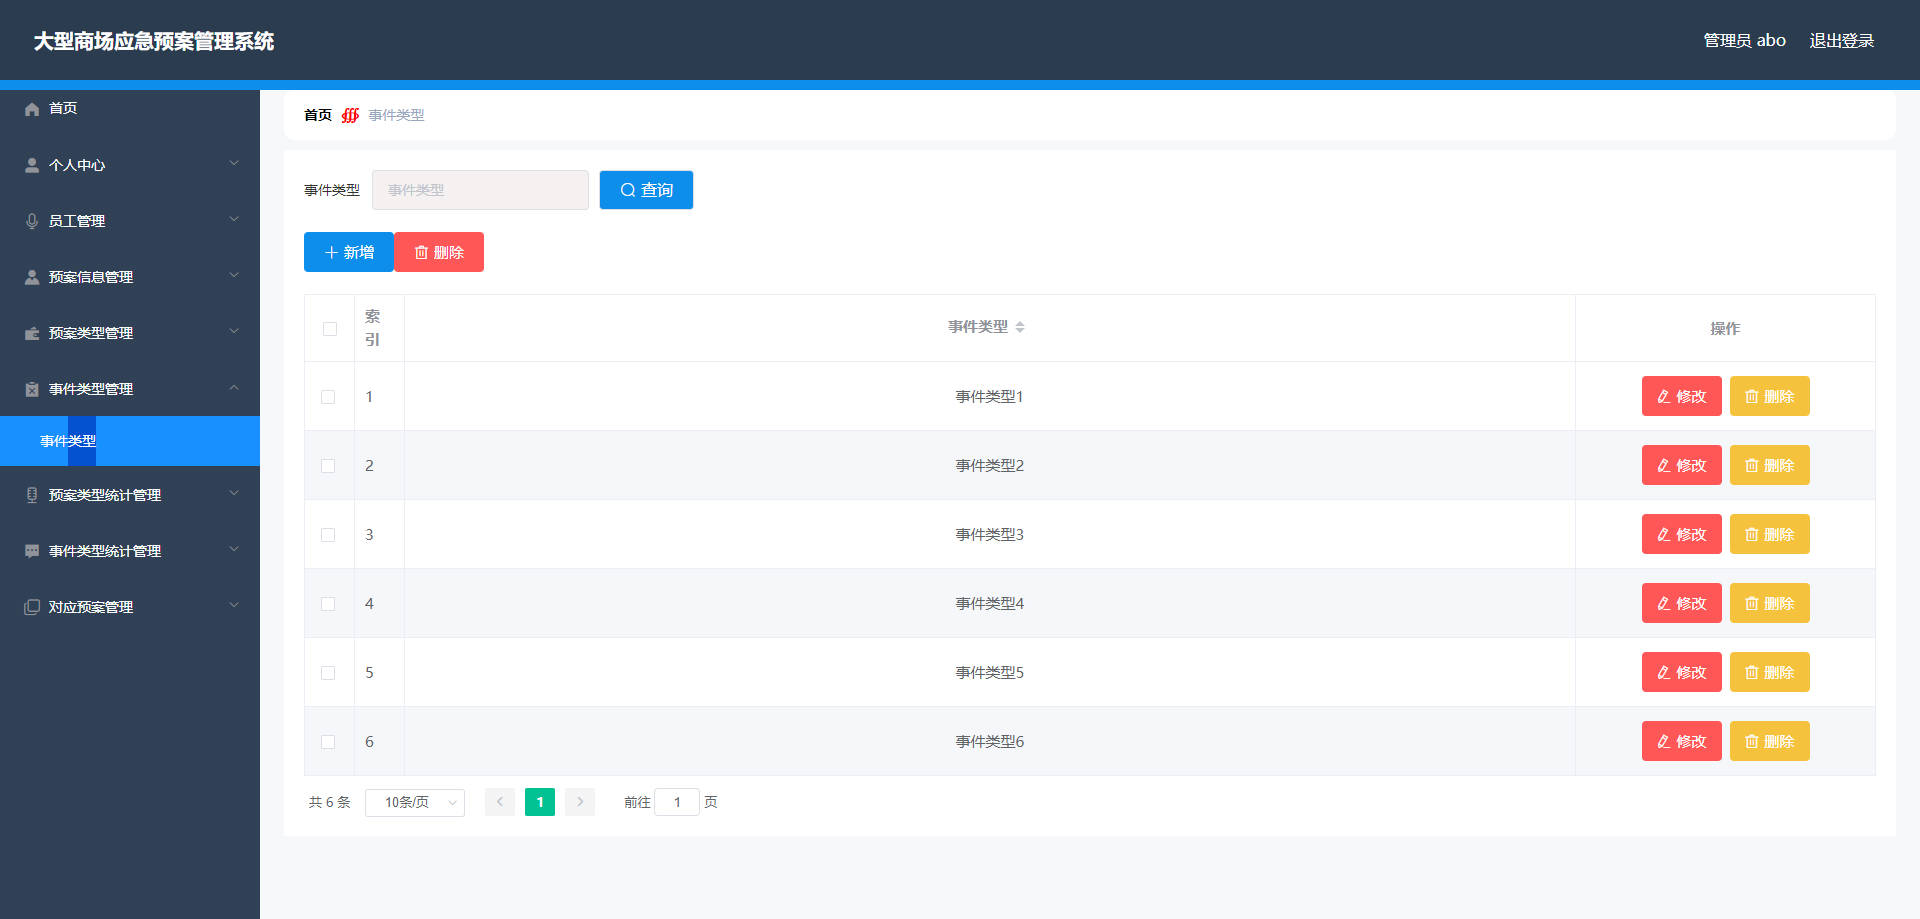 大型商场应急预案管理系统
管理员 abo 退出登录
首页
个人中心
员工管理
预案信息管理
预案类型管理
事件类型管理
事件类型
预案类型统计管理
事件类型统计管理
对应预案管理
首页 事件类型
事件类型 事件类型 查询
新增 删除
索引 事件类型 操作
1 事件类型1 修改 删除
2 事件类型2 修改 删除
3 事件类型3 修改 删除
4 事件类型4 修改 删除
5 事件类型5 修改 删除
6 事件类型6 修改 删除
共 6 条 10条/页 1 前往 1 页